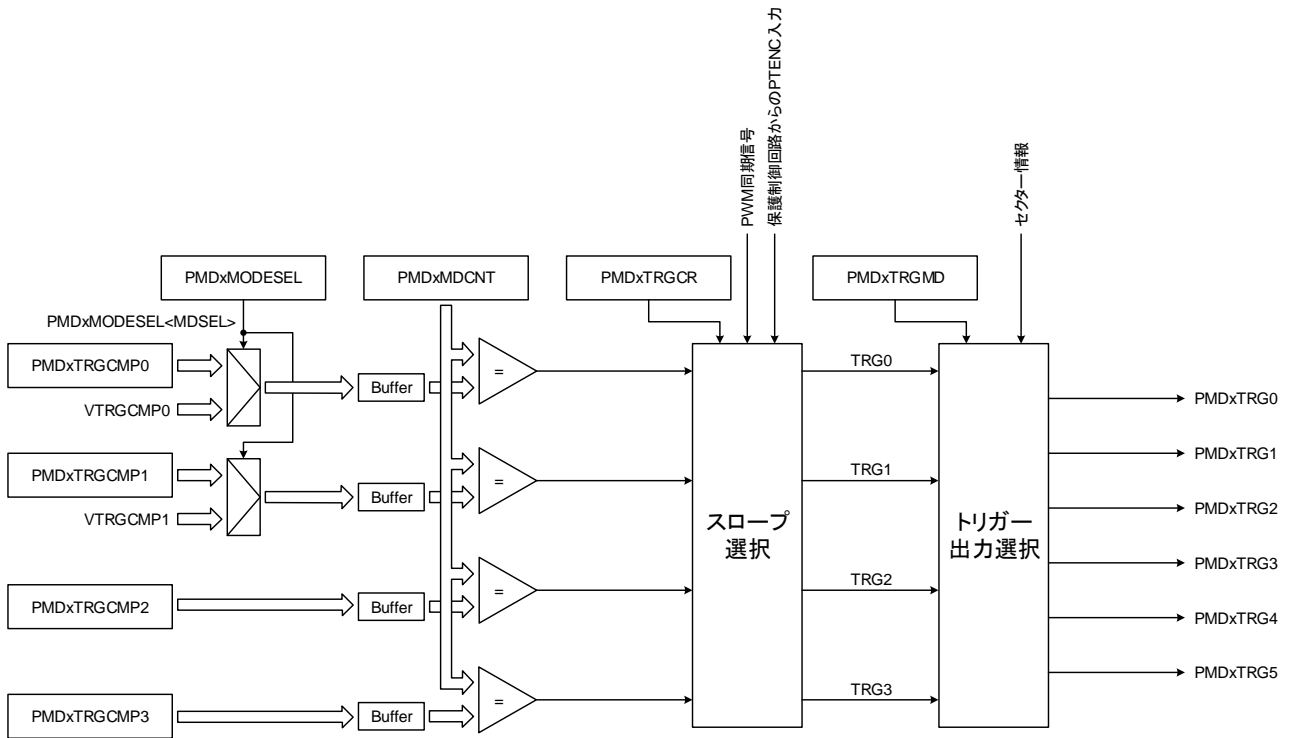 PWM同期信号
保護制御回路からのPTENC入力
セクター情報
PMDxMODESEL
PMDxMDCNT
PMDxTRGCR
PMDxTRGMD
PMDxMODESEL<MDSEL>
PMDxTRGCMP0
VTRGCMP0
Buffer
=
TRG0
PMDxTRG0
PMDxTRGCMP1
VTRGCMP1
Buffer
=
TRG1
PMDxTRG1
スロープ
選択
トリガー
出力選択
PMDxTRG2
PMDxTRG3
PMDxTRGCMP2
Buffer
=
TRG2
PMDxTRG4
PMDxTRGCMP3
Buffer
=
TRG3
PMDxTRG5